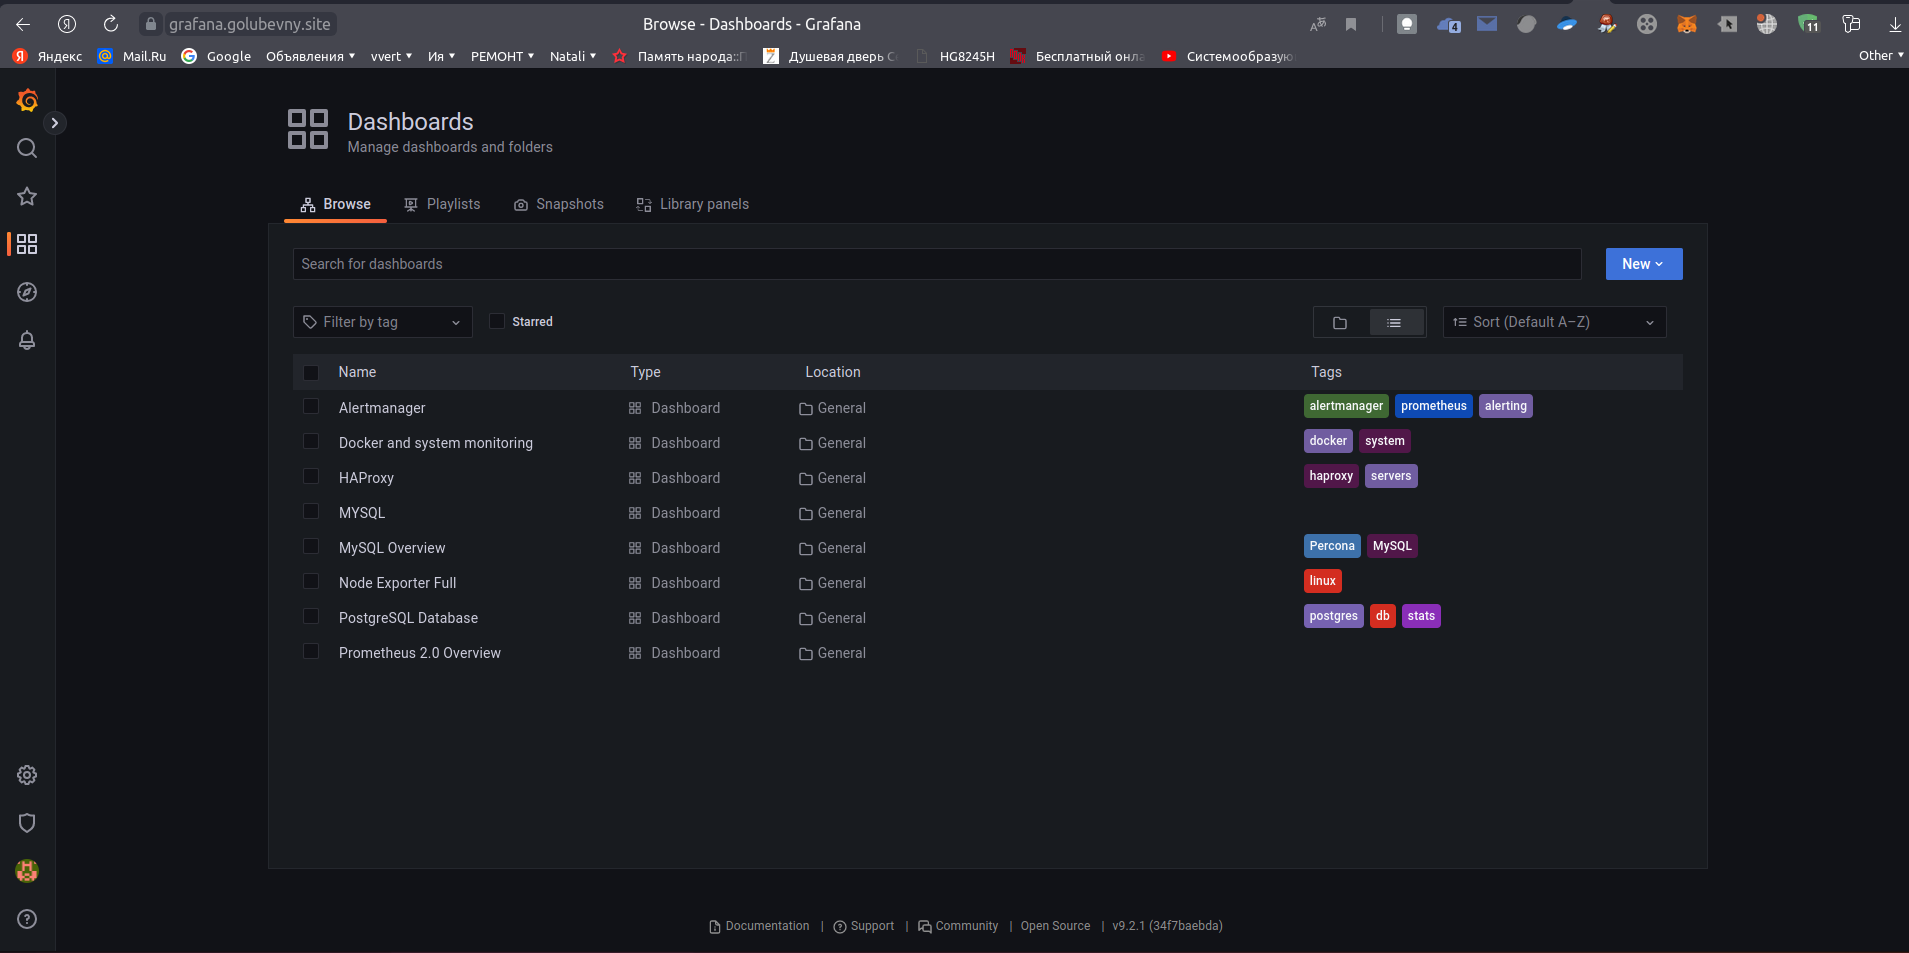 grafana.golubevny.site
Browse - Dashboards - Grafana
4
11
Яндекс Mail.Ru Google Объявления vvert Ия РЕМОНТ Natali Память народа:: Душевая дверь HG8245H Бесплатный Системообразую Other
Dashboards
Manage dashboards and folders
Browse Playlists Snapshots Library panels
Search for dashboards New
Filter by tag Starred Sort (Default A–Z)
Name Type Location Tags
Alertmanager Dashboard General alertmanager prometheus alerting
Docker and system monitoring Dashboard General docker system
HAProxy Dashboard General haproxy servers
MYSQL Dashboard General
MySQL Overview Dashboard General Percona MySQL
Node Exporter Full Dashboard General linux
PostgreSQL Database Dashboard General postgres db stats
Prometheus 2.0 Overview Dashboard General
Documentation | Support | Community | Open Source | v9.2.1 (34f7baebda)